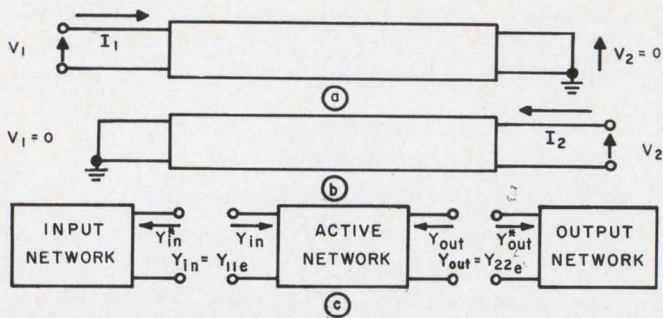 V1
I1
V2=0
a
V1=0
I2
V2
b
INPUT
NETWORK
Y*in
Yin
Yin = Y11e
ACTIVE
NETWORK
Yout
Y*out
Yout = Y22e
OUTPUT
NETWORK
c